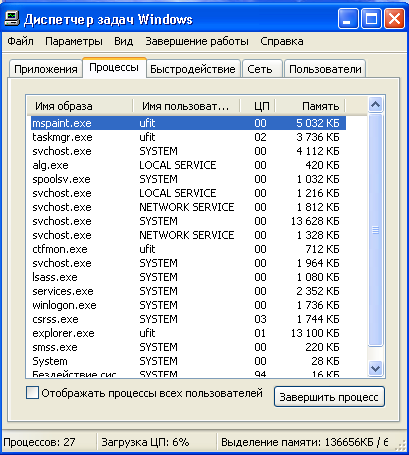 Диспетчер задач Windows
Файл Параметры Вид Завершение работы Справка
Приложения Процессы Быстродействие Сеть Пользователи
Имя образа Имя пользоват... ЦП Память
mspaint.exe ufit 00 5 032 КБ
taskmgr.exe ufit 02 3 736 КБ
svchost.exe SYSTEM 00 4 112 КБ
alg.exe LOCAL SERVICE 00 420 КБ
spoolsv.exe SYSTEM 00 1 032 КБ
svchost.exe LOCAL SERVICE 00 1 216 КБ
svchost.exe NETWORK SERVICE 00 1 812 КБ
svchost.exe SYSTEM 00 13 628 КБ
svchost.exe NETWORK SERVICE 00 1 328 КБ
ctfmon.exe ufit 00 712 КБ
svchost.exe SYSTEM 00 1 964 КБ
lsass.exe SYSTEM 00 1 080 КБ
services.exe SYSTEM 00 2 352 КБ
winlogon.exe SYSTEM 00 1 736 КБ
csrss.exe SYSTEM 03 1 744 КБ
explorer.exe ufit 01 13 100 КБ
smss.exe SYSTEM 00 220 КБ
System SYSTEM 00 28 КБ
Бездействие сис... SYSTEM 94 16 КБ
Отображать процессы всех пользователей
Завершить процесс
Процессов: 27 Загрузка ЦП: 6% Выделение памяти: 136656КБ / 6